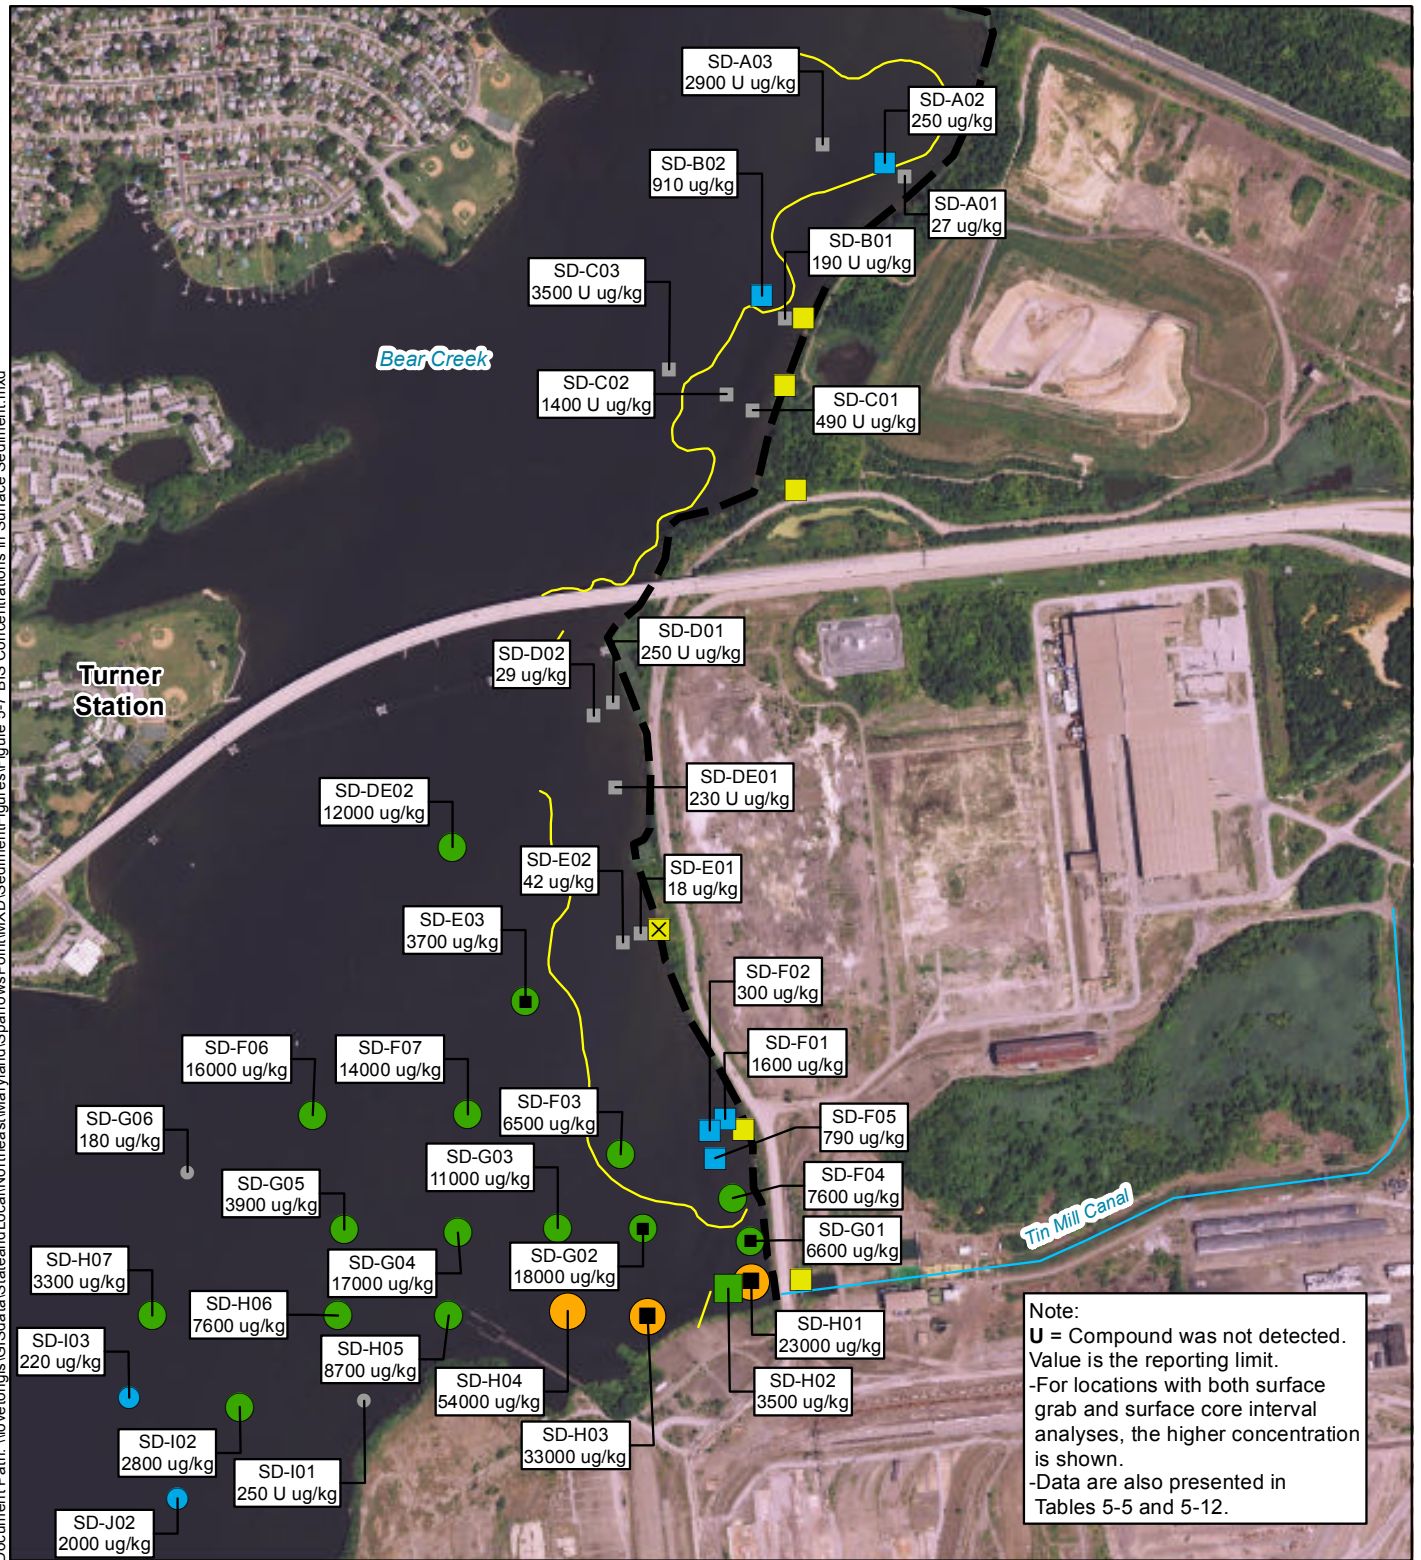 SD-A03
2900 U ug/kg
SD-A02
250 ug/kg
SD-B02
910 ug/kg
SD-A01
27 ug/kg
SD-B01
190 U ug/kg
SD-C03
3500 U ug/kg
Bear Creek
SD-C02
1400 U ug/kg
SD-C01
490 U ug/kg
SD-D01
250 U ug/kg
SD-D02
29 ug/kg
Turner
Station
SD-DE01
230 U ug/kg
SD-DE02
12000 ug/kg
SD-E02
42 ug/kg
SD-E01
18 ug/kg
SD-E03
3700 ug/kg
SD-F02
300 ug/kg
SD-F06
16000 ug/kg
SD-F07
14000 ug/kg
SD-F01
1600 ug/kg
SD-F03
6500 ug/kg
SD-F05
790 ug/kg
SD-G06
180 ug/kg
SD-G03
11000 ug/kg
SD-F04
7600 ug/kg
SD-G05
3900 ug/kg
SD-G01
6600 ug/kg
Tin Mill Canal
SD-G04
17000 ug/kg
SD-G02
18000 ug/kg
SD-H07
3300 ug/kg
SD-H06
7600 ug/kg
SD-I03
220 ug/kg
SD-H05
8700 ug/kg
SD-H01
23000 ug/kg
SD-H04
54000 ug/kg
SD-H02
3500 ug/kg
SD-H03
33000 ug/kg
SD-I02
2800 ug/kg
SD-I01
250 U ug/kg
SD-J02
2000 ug/kg
Note:
U = Compound was not detected.
Value is the reporting limit.
-For locations with both surface
grab and surface core interval
analyses, the higher concentration
is shown.
-Data are also presented in
Tables 5-5 and 5-12.